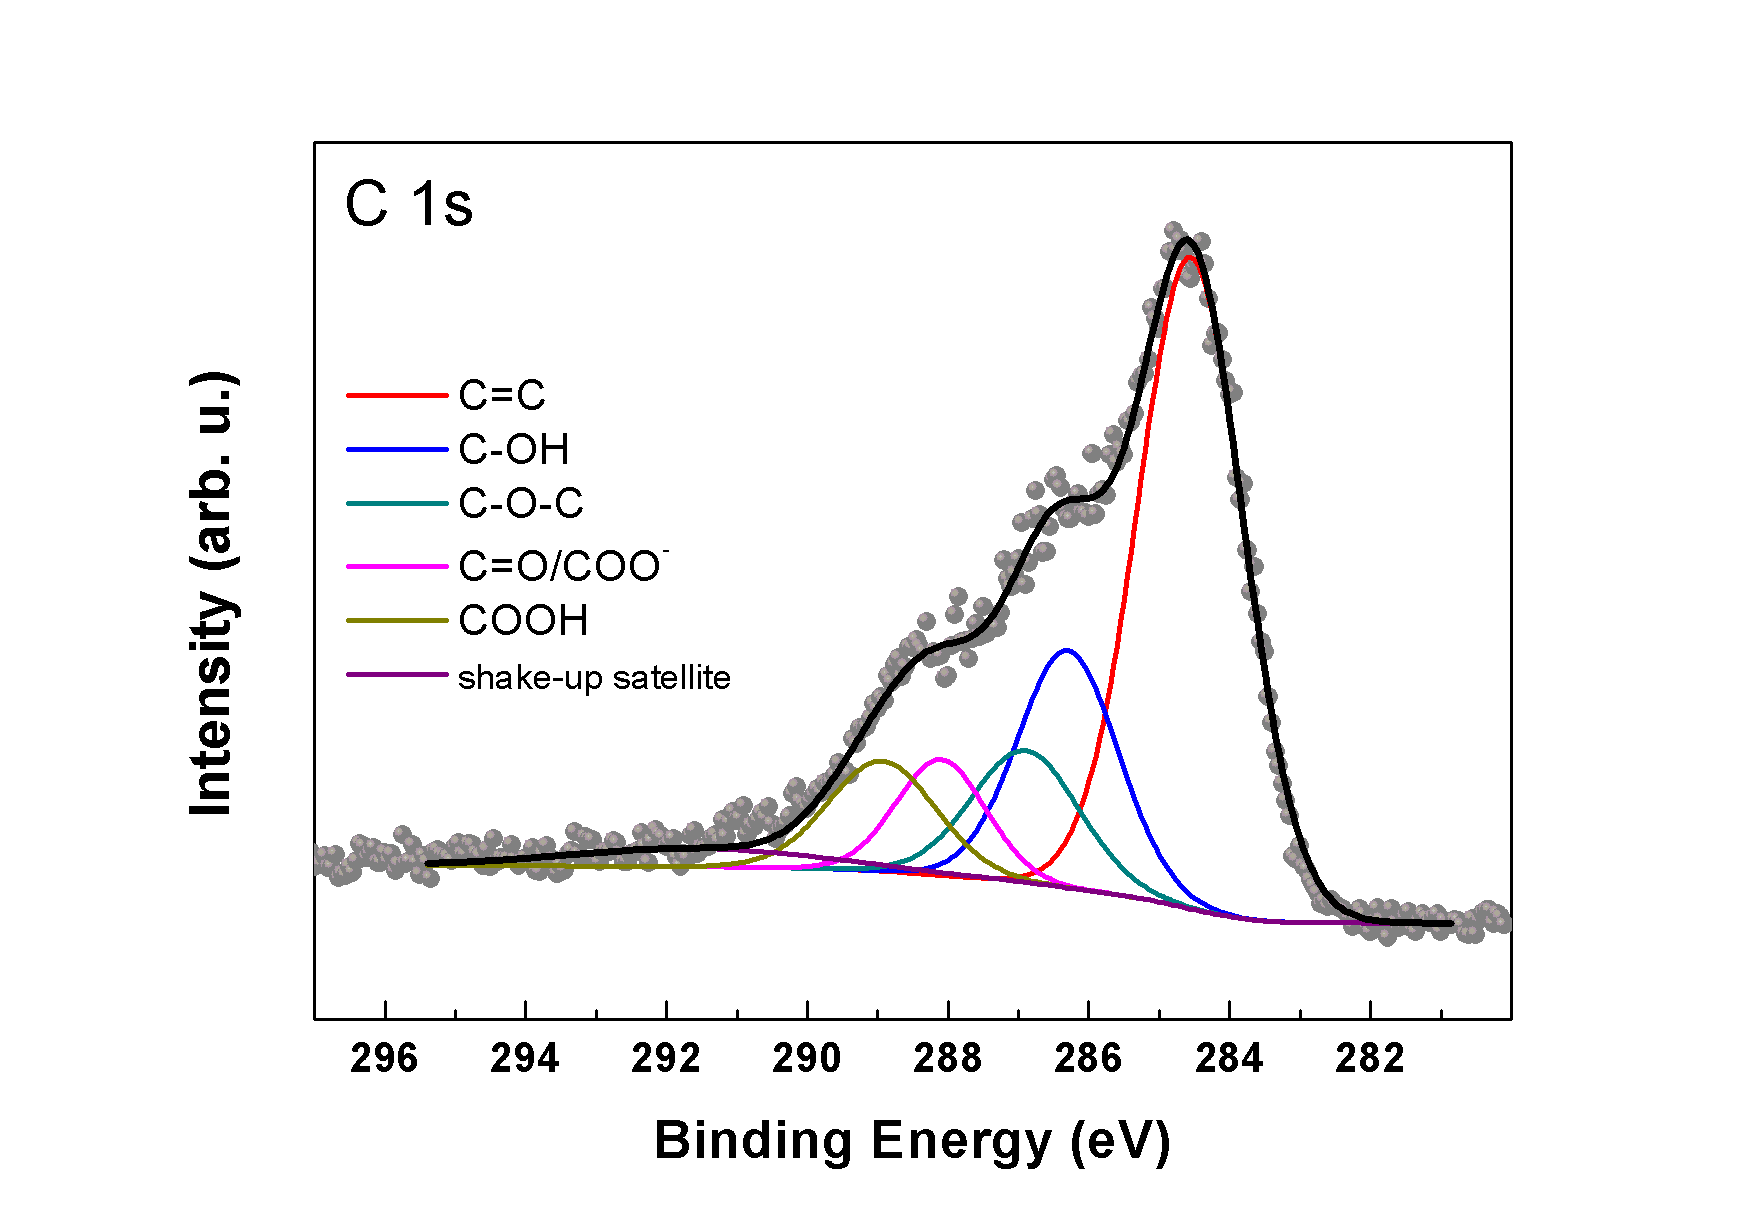 C 1s
C=C
C-OH
C-O-C
C=O/COO⁻
COOH
shake-up satellite
Intensity (arb. u.)
296 294 292 290 288 286 284 282
Binding Energy (eV)